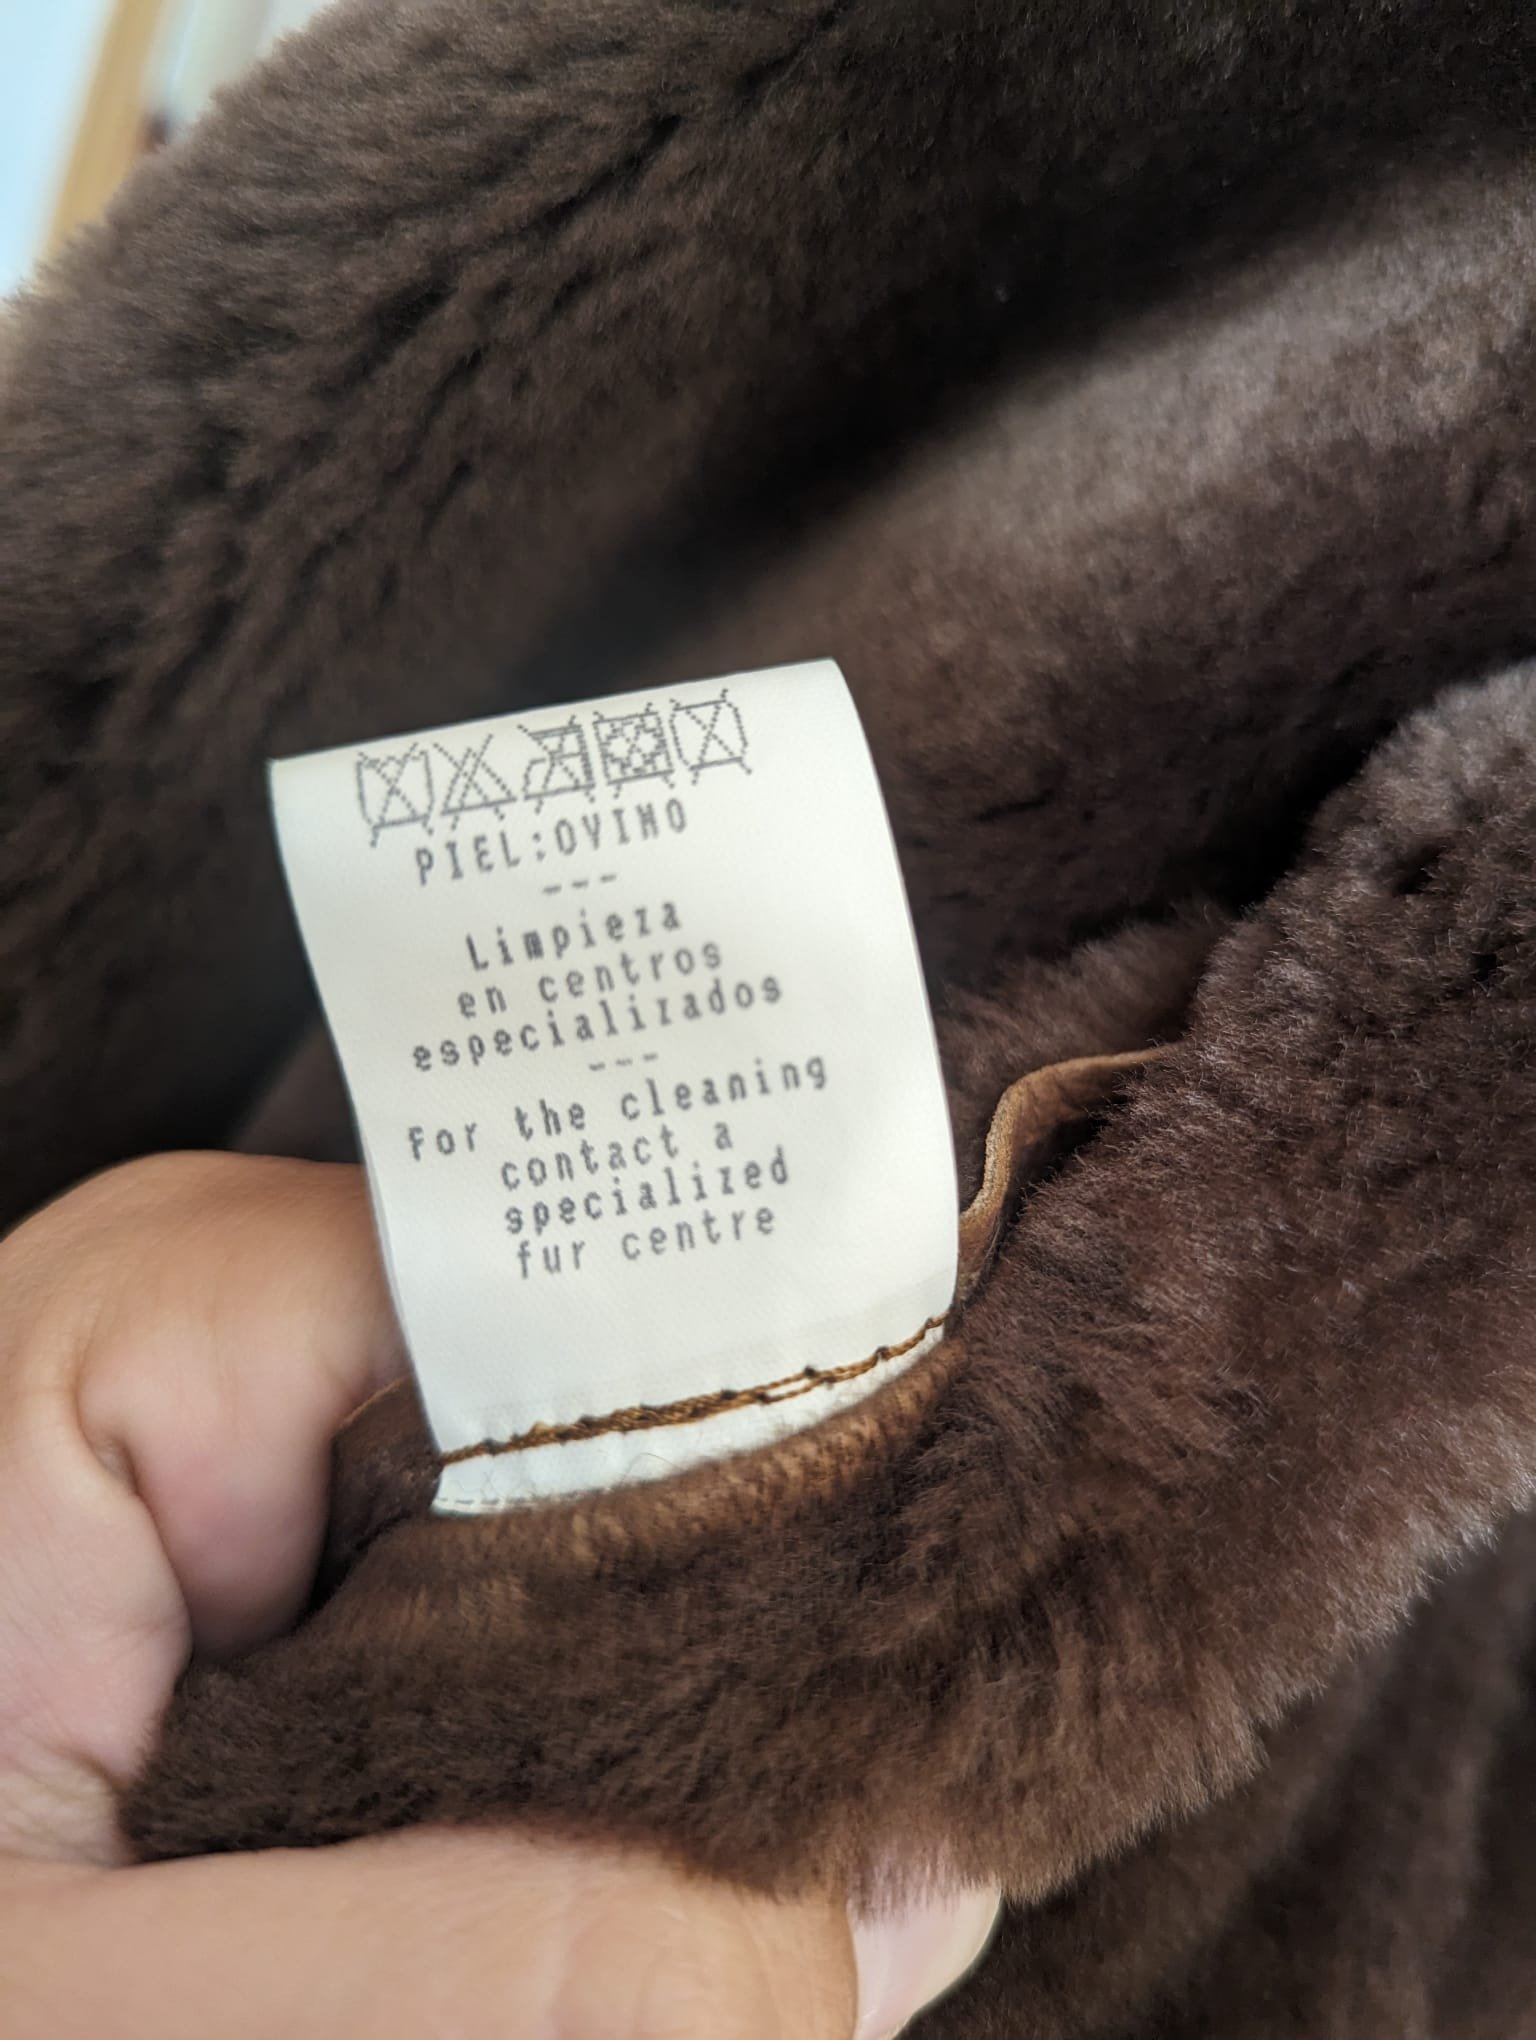 PIEL:OVINO
---
Limpieza
en centros
especializados
---
For the cleaning
contact a
specialized
fur centre